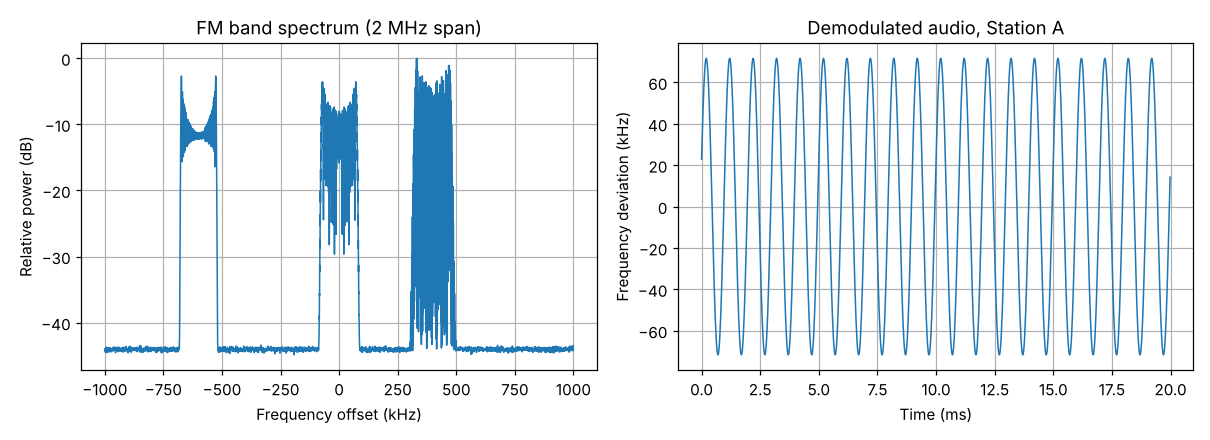 FM band spectrum (2 MHz span)
0
−10
−20
−30
−40
Relative power (dB)
−1000 −750 −500 −250 0 250 500 750 1000
Frequency offset (kHz)
Demodulated audio, Station A
60
40
20
0
−20
−40
−60
Frequency deviation (kHz)
0.0 2.5 5.0 7.5 10.0 12.5 15.0 17.5 20.0
Time (ms)